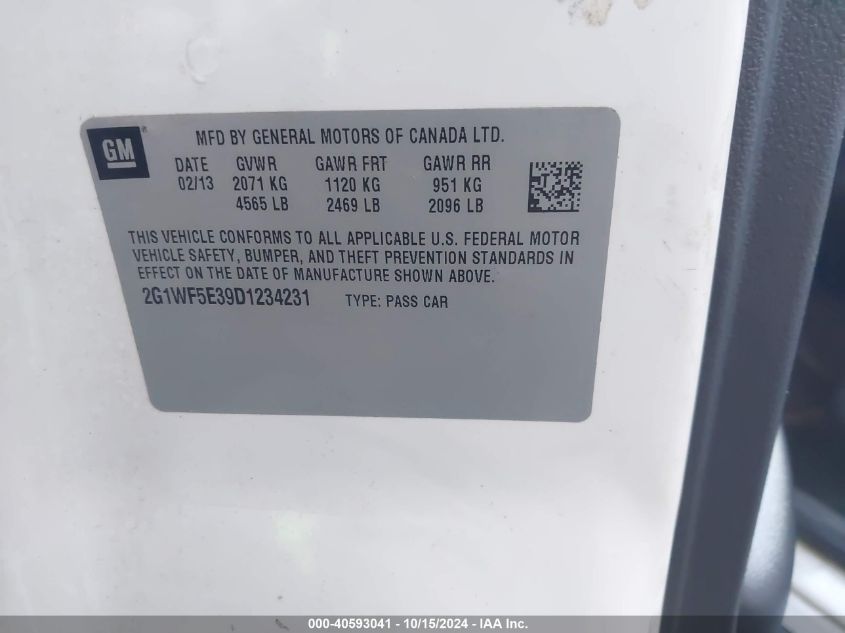 GM
MFD BY GENERAL MOTORS OF CANADA LTD.
DATE GVWR GAWR FRT GAWR RR
02/13 2071 KG 1120 KG 951 KG
4565 LB 2469 LB 2096 LB
THIS VEHICLE CONFORMS TO ALL APPLICABLE U.S. FEDERAL MOTOR
VEHICLE SAFETY, BUMPER, AND THEFT PREVENTION STANDARDS IN
EFFECT ON THE DATE OF MANUFACTURE SHOWN ABOVE.
2G1WF5E39D1234231 TYPE: PASS CAR
000-40593041 - 10/15/2024 - IAA Inc.